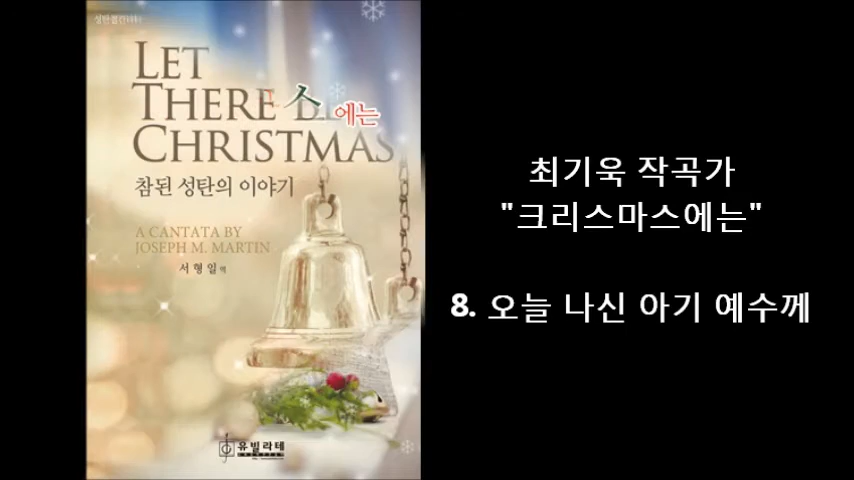 LET
THERE BE
CHRISTMAS
스
에는
참된 성탄의 이야기
A CANTATA BY
JOSEPH M. MARTIN
서형일 역
유빌라테
최기욱 작곡가
"크리스마스에는"
8. 오늘 나신 아기 예수께